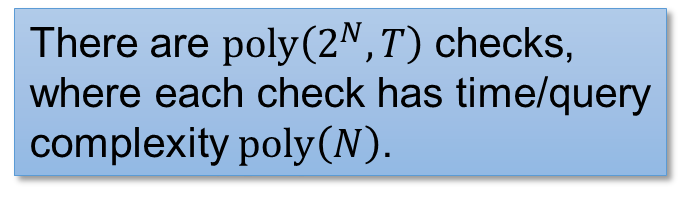 There are poly(2^N, T) checks,
where each check has time/query
complexity poly(N).